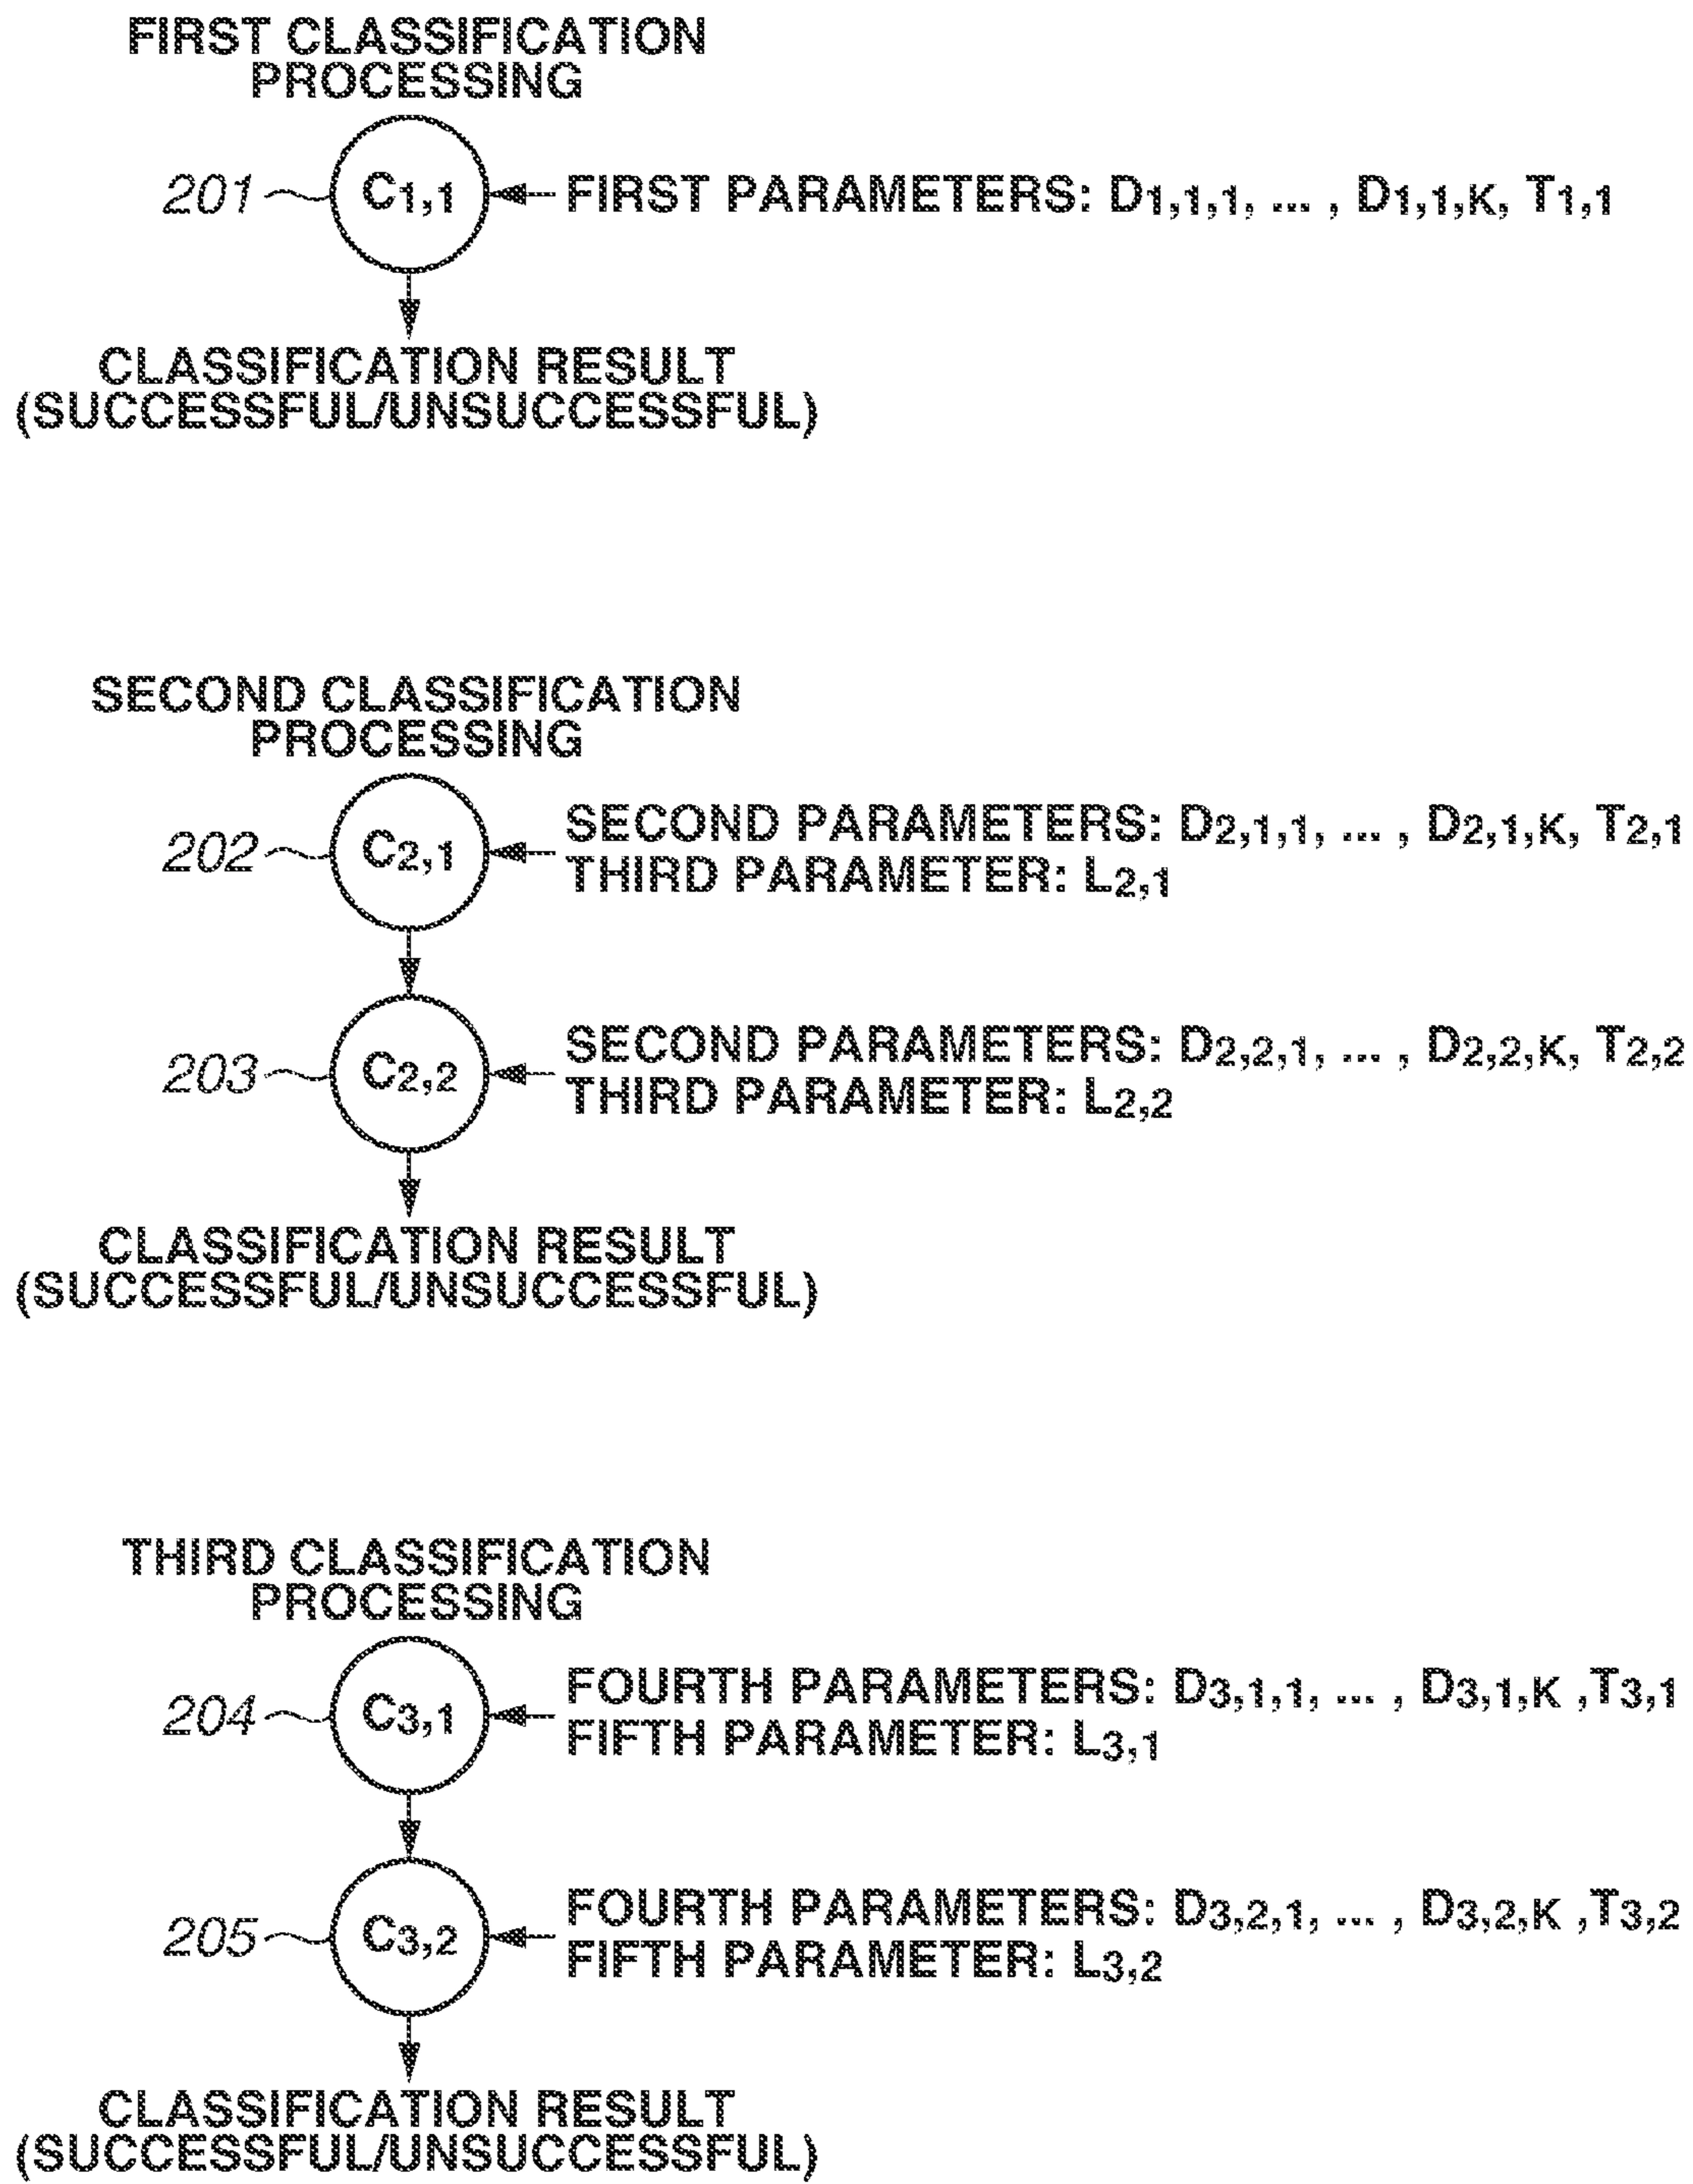 FIRST CLASSIFICATION
PROCESSING
201 C1,1 FIRST PARAMETERS: D1,1,1, ... , D1,1,K, T1,1
CLASSIFICATION RESULT
(SUCCESSFUL/UNSUCCESSFUL)
SECOND CLASSIFICATION
PROCESSING
202 C2,1 SECOND PARAMETERS: D2,1,1, ... , D2,1,K, T2,1
THIRD PARAMETER: L2,1
203 C2,2 SECOND PARAMETERS: D2,2,1, ... , D2,2,K, T2,2
THIRD PARAMETER: L2,2
CLASSIFICATION RESULT
(SUCCESSFUL/UNSUCCESSFUL)
THIRD CLASSIFICATION
PROCESSING
204 C3,1 FOURTH PARAMETERS: D3,1,1, ... , D3,1,K ,T3,1
FIFTH PARAMETER: L3,1
205 C3,2 FOURTH PARAMETERS: D3,2,1, ... , D3,2,K ,T3,2
FIFTH PARAMETER: L3,2
CLASSIFICATION RESULT
(SUCCESSFUL/UNSUCCESSFUL)